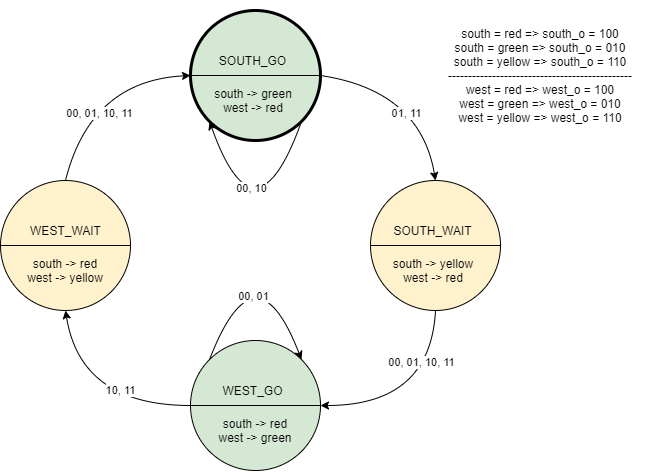 SOUTH_GO
south -> green
west -> red
south = red => south_o = 100
south = green => south_o = 010
south = yellow => south_o = 110
west = red => west_o = 100
west = green => west_o = 010
west = yellow => west_o = 110
00, 01, 10, 11
01, 11
00, 10
WEST_WAIT
south -> red
west -> yellow
SOUTH_WAIT
south -> yellow
west -> red
00, 01
00, 01, 10, 11
10, 11
WEST_GO
south -> red
west -> green